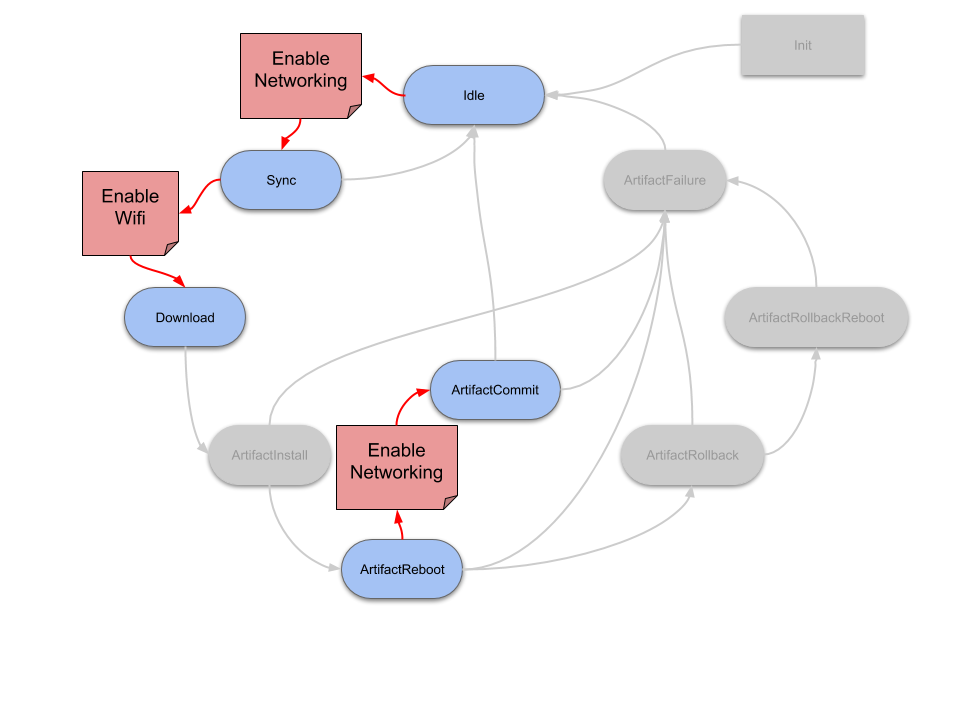 Init
Enable
Networking
Idle
Sync
ArtifactFailure
Enable
Wifi
Download
ArtifactRollbackReboot
ArtifactCommit
ArtifactInstall
Enable
Networking
ArtifactRollback
ArtifactReboot